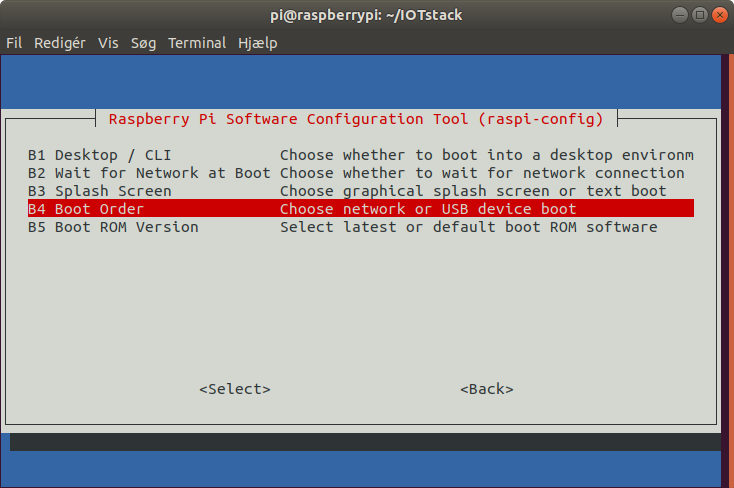 pi@raspberrypi: ~/IOTstack
Fil Redigér Vis Søg Terminal Hjælp
Raspberry Pi Software Configuration Tool (raspi-config)
B1 Desktop / CLI Choose whether to boot into a desktop environm
B2 Wait for Network at Boot Choose whether to wait for network connection
B3 Splash Screen Choose graphical splash screen or text boot
B4 Boot Order Choose network or USB device boot
B5 Boot ROM Version Select latest or default boot ROM software
<Select> <Back>